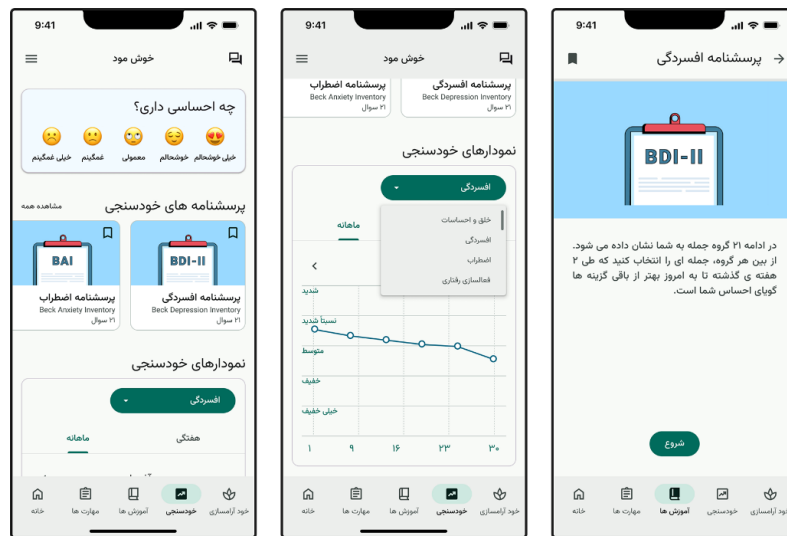 9:41
خوش مود
چه احساسی داری؟
خیلی خوشحالم
خوشحالم
معمولی
غمگینم
خیلی غمگینم
پرسشنامه های خودسنجی
مشاهده همه
BDI-II
BAI
پرسشنامه افسردگی
Beck Depression Inventory
۲۱ سوال
پرسشنامه اضطراب
Beck Anxiety Inventory
۲۱ سوال
نمودارهای خودسنجی
افسردگی
هفتگی
ماهانه
خود آرامسازی
خودسنجی
آموزش ها
مهارت ها
خانه
9:41
خوش مود
پرسشنامه افسردگی
Beck Depression Inventory
۲۱ سوال
پرسشنامه اضطراب
Beck Anxiety Inventory
۲۱ سوال
نمودارهای خودسنجی
افسردگی
ماهانه
خلق و احساسات
افسردگی
اضطراب
فعالسازی رفتاری
شدید
نسبتاً شدید
متوسط
خفیف
خیلی خفیف
۱ ۹ ۱۶ ۲۳ ۳۰
خود آرامسازی
خودسنجی
آموزش ها
مهارت ها
خانه
9:41
پرسشنامه افسردگی
BDI-II
در ادامه ۲۱ گروه جمله به شما نشان داده می شود.
از بین هر گروه، جمله ای را انتخاب کنید که طی ۲
هفته ی گذشته تا به امروز بهتر از باقی گزینه ها
گویای احساس شما است.
شروع
خود آرامسازی
خودسنجی
آموزش ها
مهارت ها
خانه